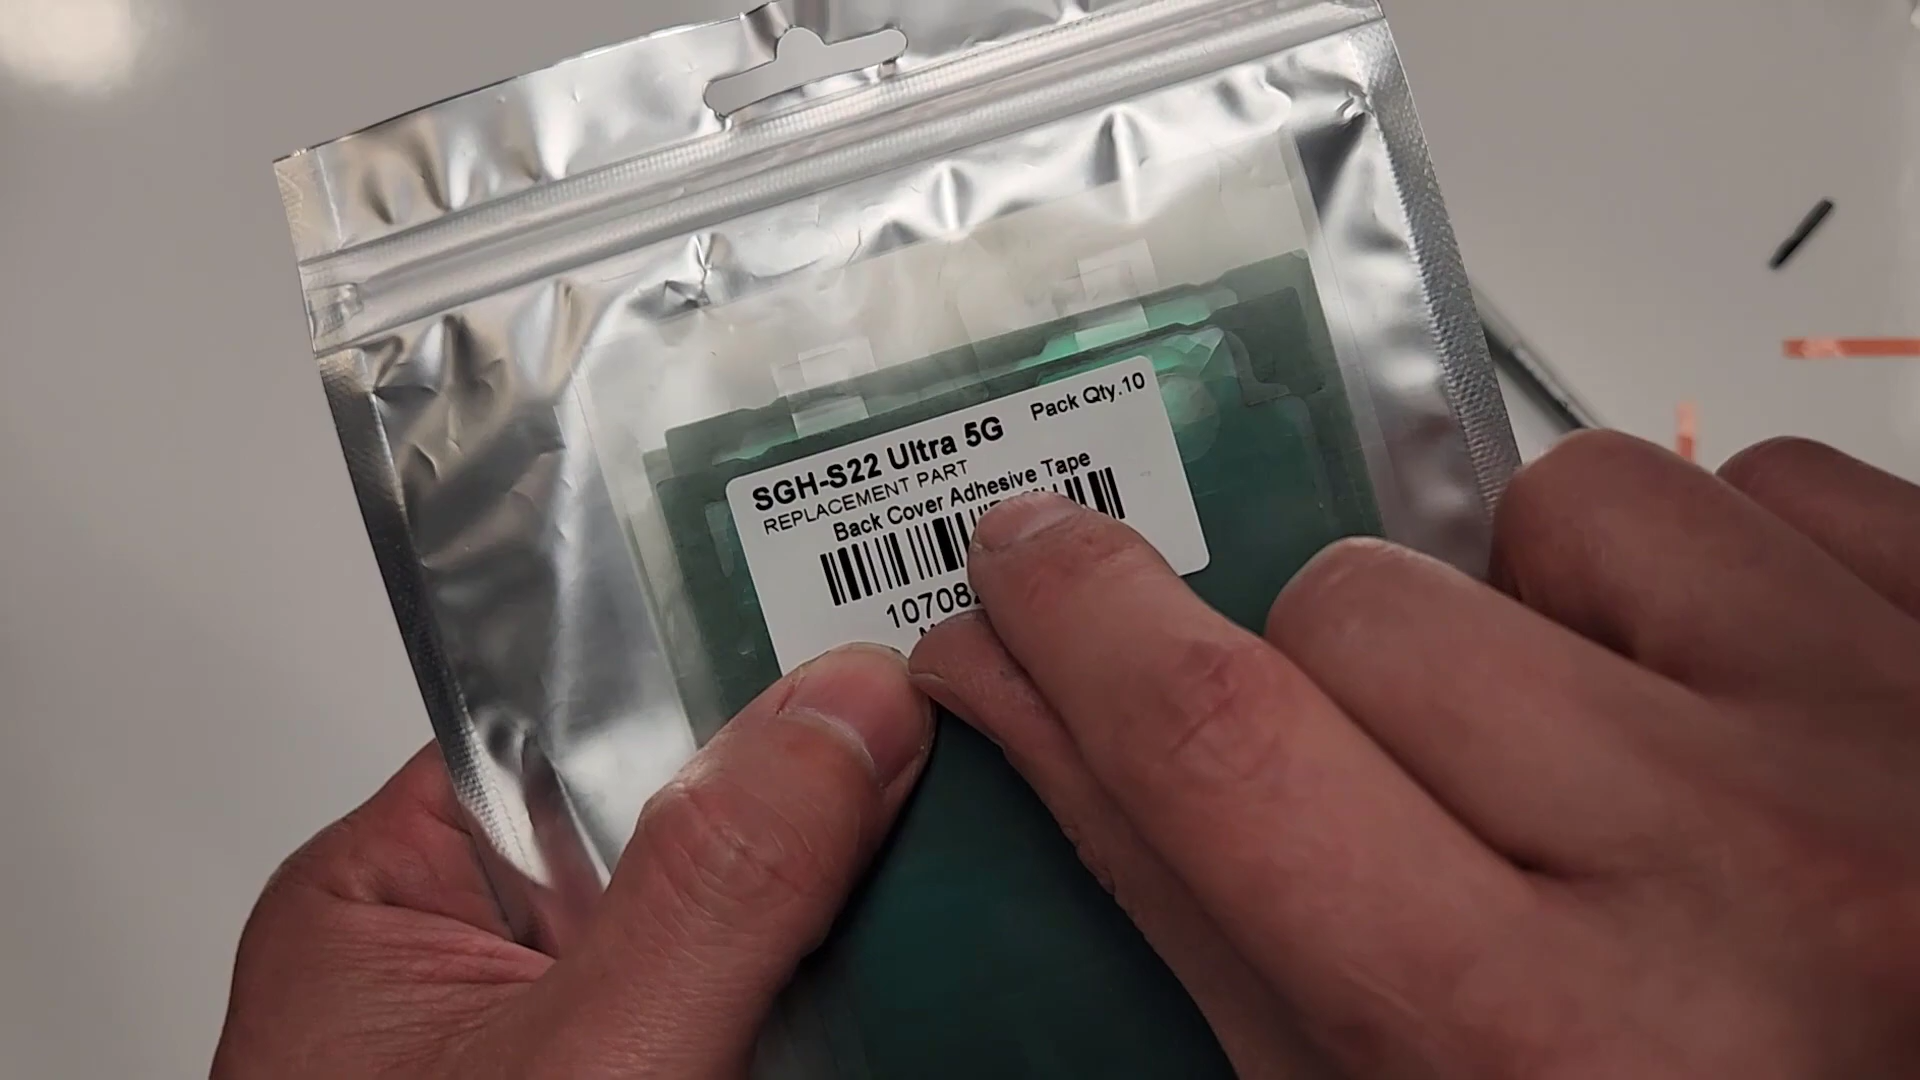 SGH-S22 Ultra 5G Pack Qty.10
REPLACEMENT PART
Back Cover Adhesive Tape
10708